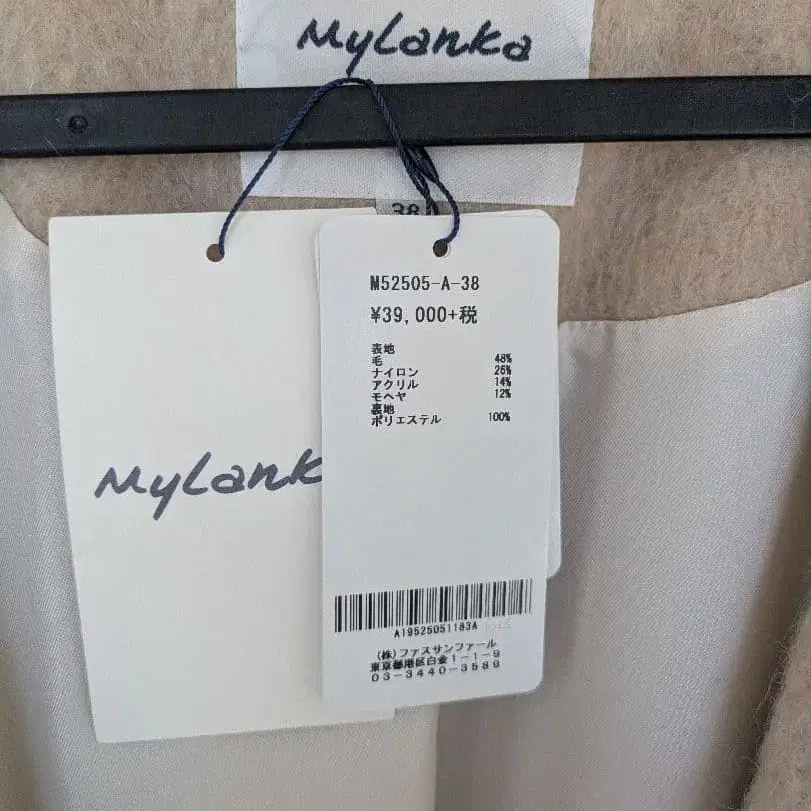 Mylanka
38
Mylank
M52505-A-38
¥39,000+税
表地
毛 48%
ナイロン 26%
アクリル 14%
モヘヤ 12%
裏地
ポリエステル 100%
A19525051183A
(株)ファスサンファール
東京都港区白金1-1-9
03-3440-3589